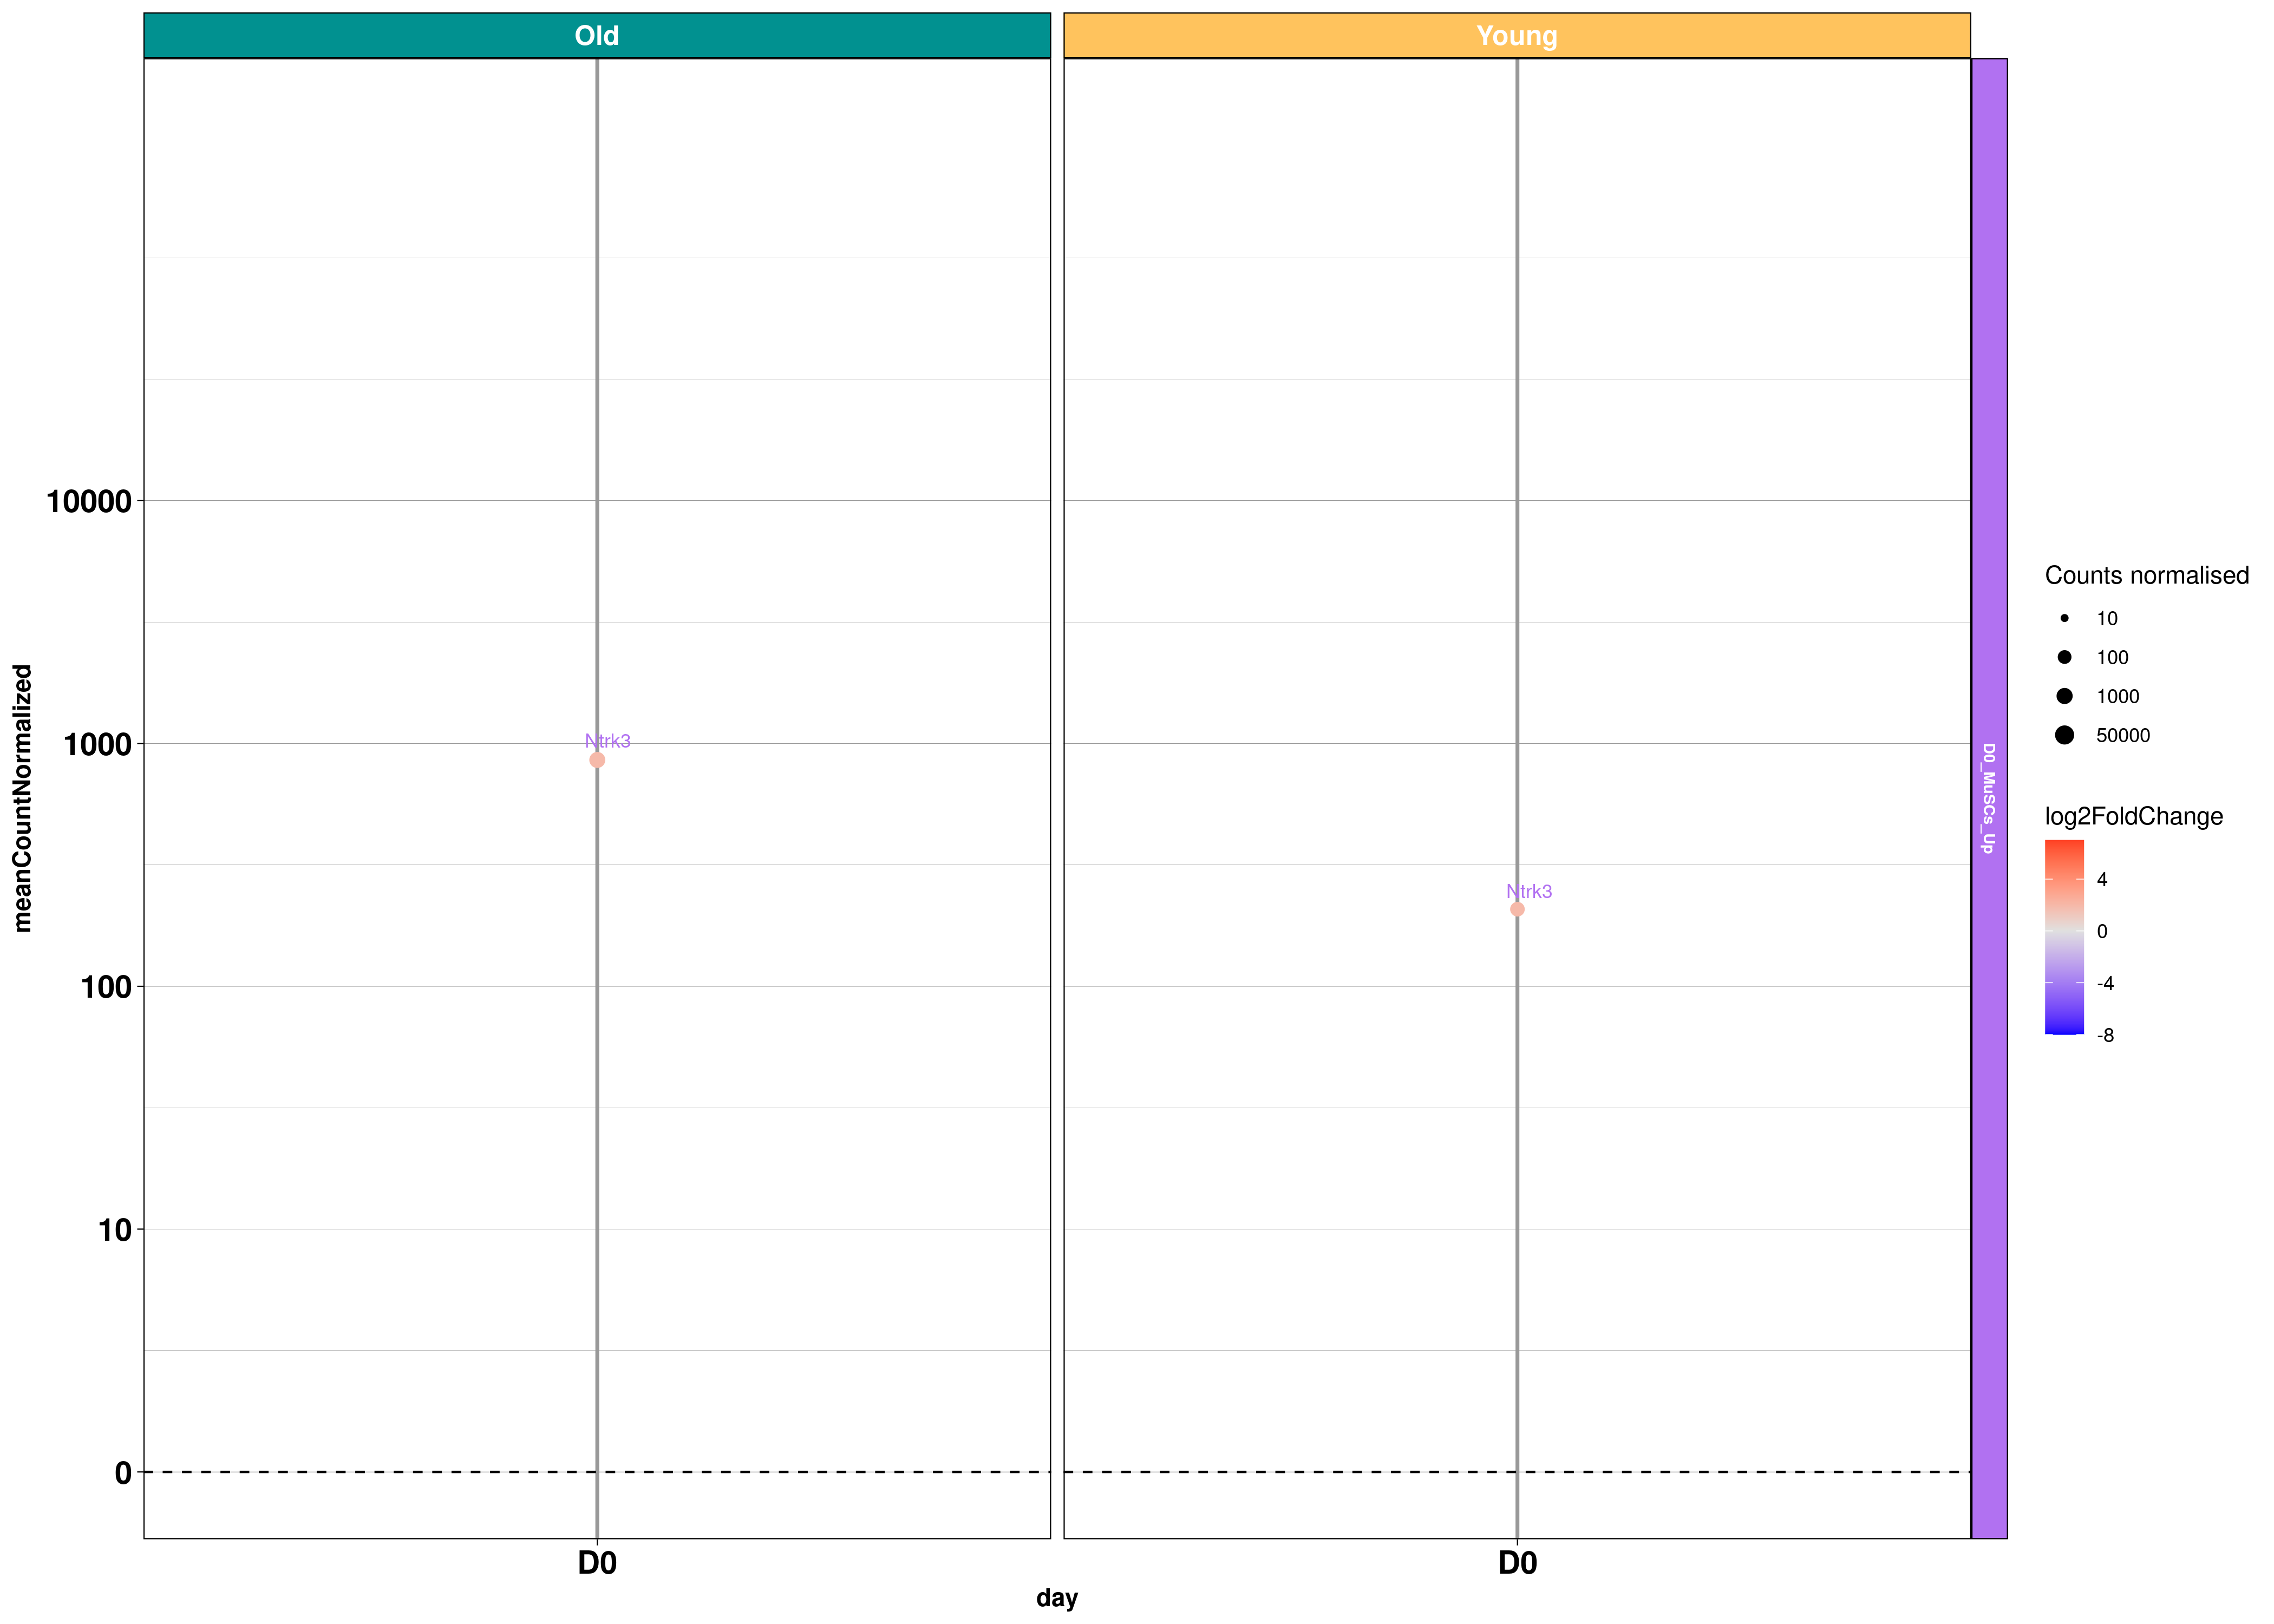 Old
Young
10000
1000
100
10
0
meanCountNormalized
Ntrk3
Ntrk3
D0_MuSCs_Up
D0
D0
day
Counts normalised
10
100
1000
50000
log2FoldChange
4
0
-4
-8